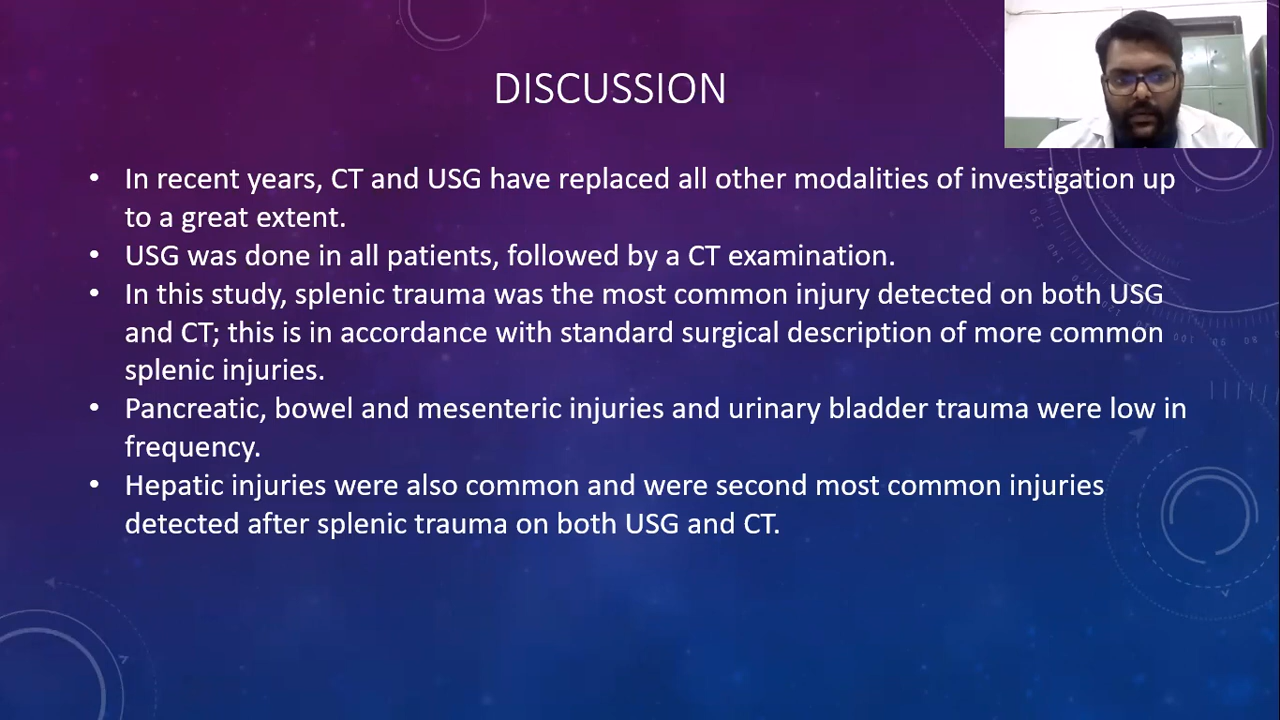 DISCUSSION
• In recent years, CT and USG have replaced all other modalities of investigation up
to a great extent.
• USG was done in all patients, followed by a CT examination.
• In this study, splenic trauma was the most common injury detected on both USG
and CT; this is in accordance with standard surgical description of more common
splenic injuries.
• Pancreatic, bowel and mesenteric injuries and urinary bladder trauma were low in
frequency.
• Hepatic injuries were also common and were second most common injuries
detected after splenic trauma on both USG and CT.